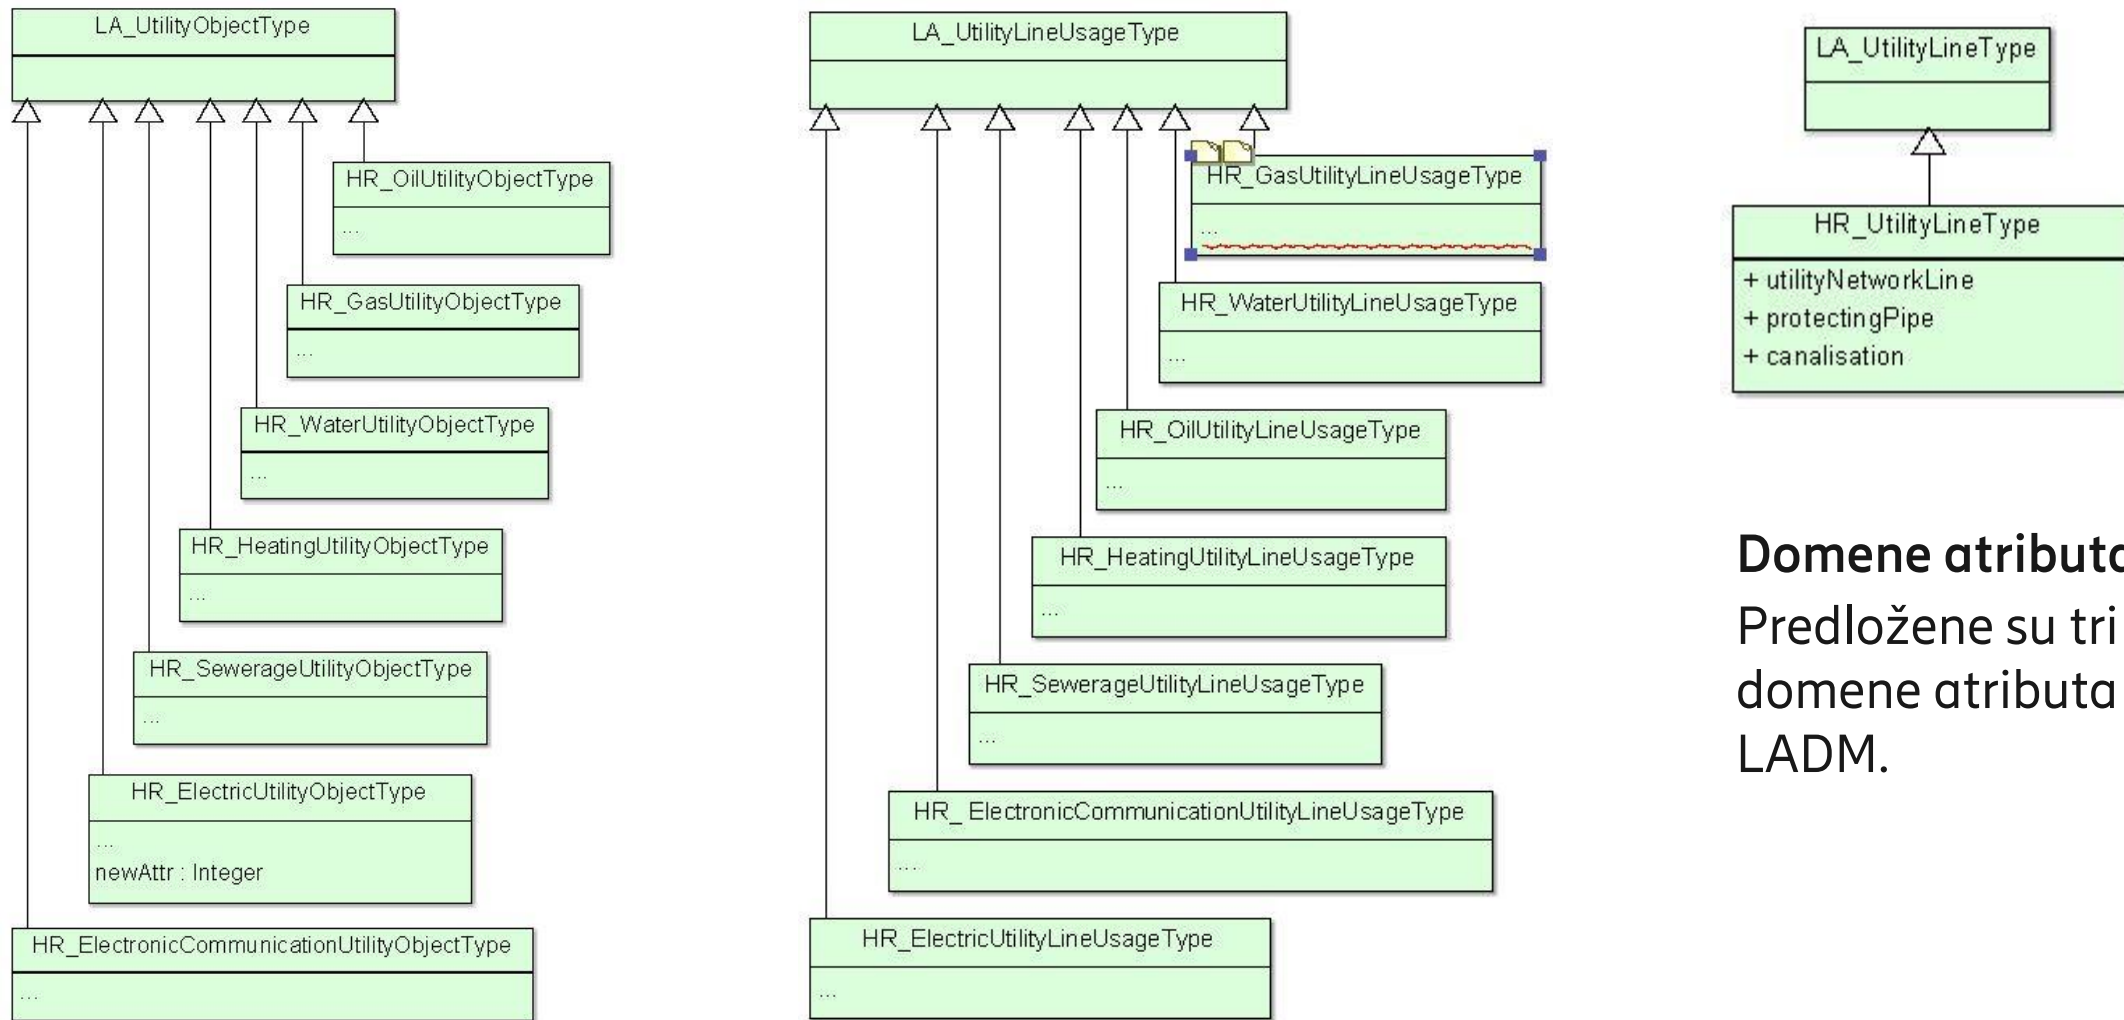 LA_UtilityObjectType
HR_OilUtilityObjectType
...
HR_GasUtilityObjectType
...
HR_WaterUtilityObjectType
...
HR_HeatingUtilityObjectType
...
HR_SewerageUtilityObjectType
...
HR_ElectricUtilityObjectType
...
newAttr : Integer
HR_ElectronicCommunicationUtilityObjectType
...
LA_UtilityLineUsageType
HR_GasUtilityLineUsageType
...
HR_WaterUtilityLineUsageType
...
HR_OilUtilityLineUsageType
...
HR_HeatingUtilityLineUsageType
...
HR_SewerageUtilityLineUsageType
...
HR_ ElectronicCommunicationUtilityLineUsageType
....
HR_ElectricUtilityLineUsageType
...
LA_UtilityLineType
HR_UtilityLineType
+ utilityNetworkLine
+ protectingPipe
+ canalisation
Domene atributa
Predložene su tri
domene atributa
LADM.